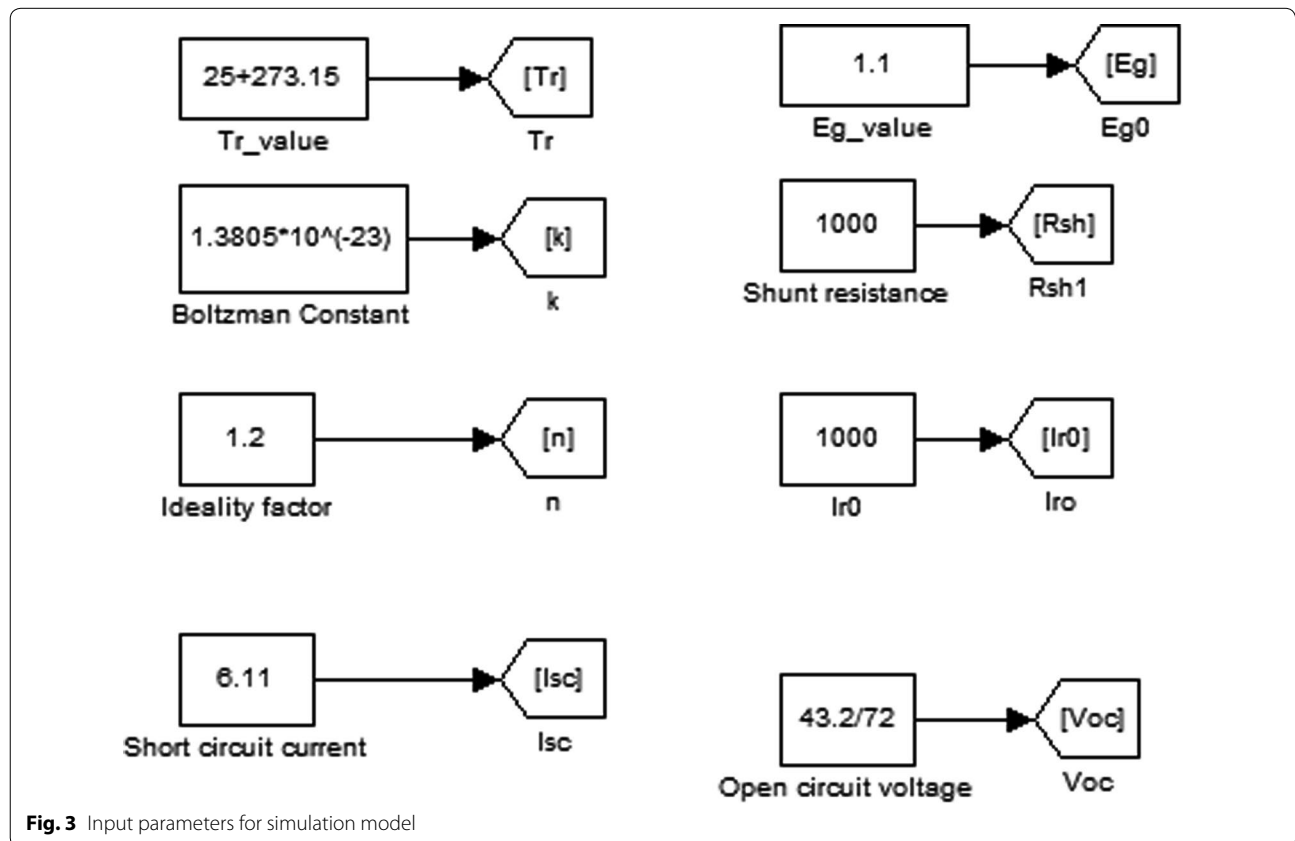 25+273.15
[Tr]
Tr_value
Tr
1.1
[Eg]
Eg_value
Eg0
1.3805*10^(-23)
[k]
Boltzman Constant
k
1000
[Rsh]
Shunt resistance
Rsh1
1.2
[n]
Ideality factor
n
1000
[Ir0]
Ir0
Iro
6.11
[Isc]
Short circuit current
Isc
43.2/72
[Voc]
Open circuit voltage
Voc
Fig. 3 Input parameters for simulation model